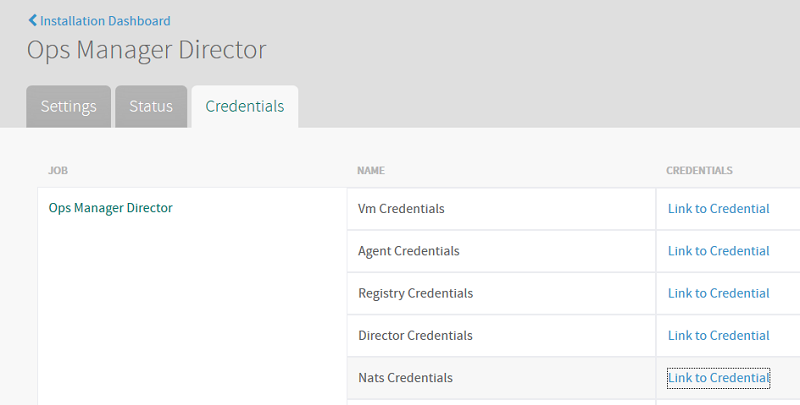 Installation Dashboard
Ops Manager Director
Settings Status Credentials
JOB NAME CREDENTIALS
Ops Manager Director Vm Credentials Link to Credential
Agent Credentials Link to Credential
Registry Credentials Link to Credential
Director Credentials Link to Credential
Nats Credentials Link to Credential